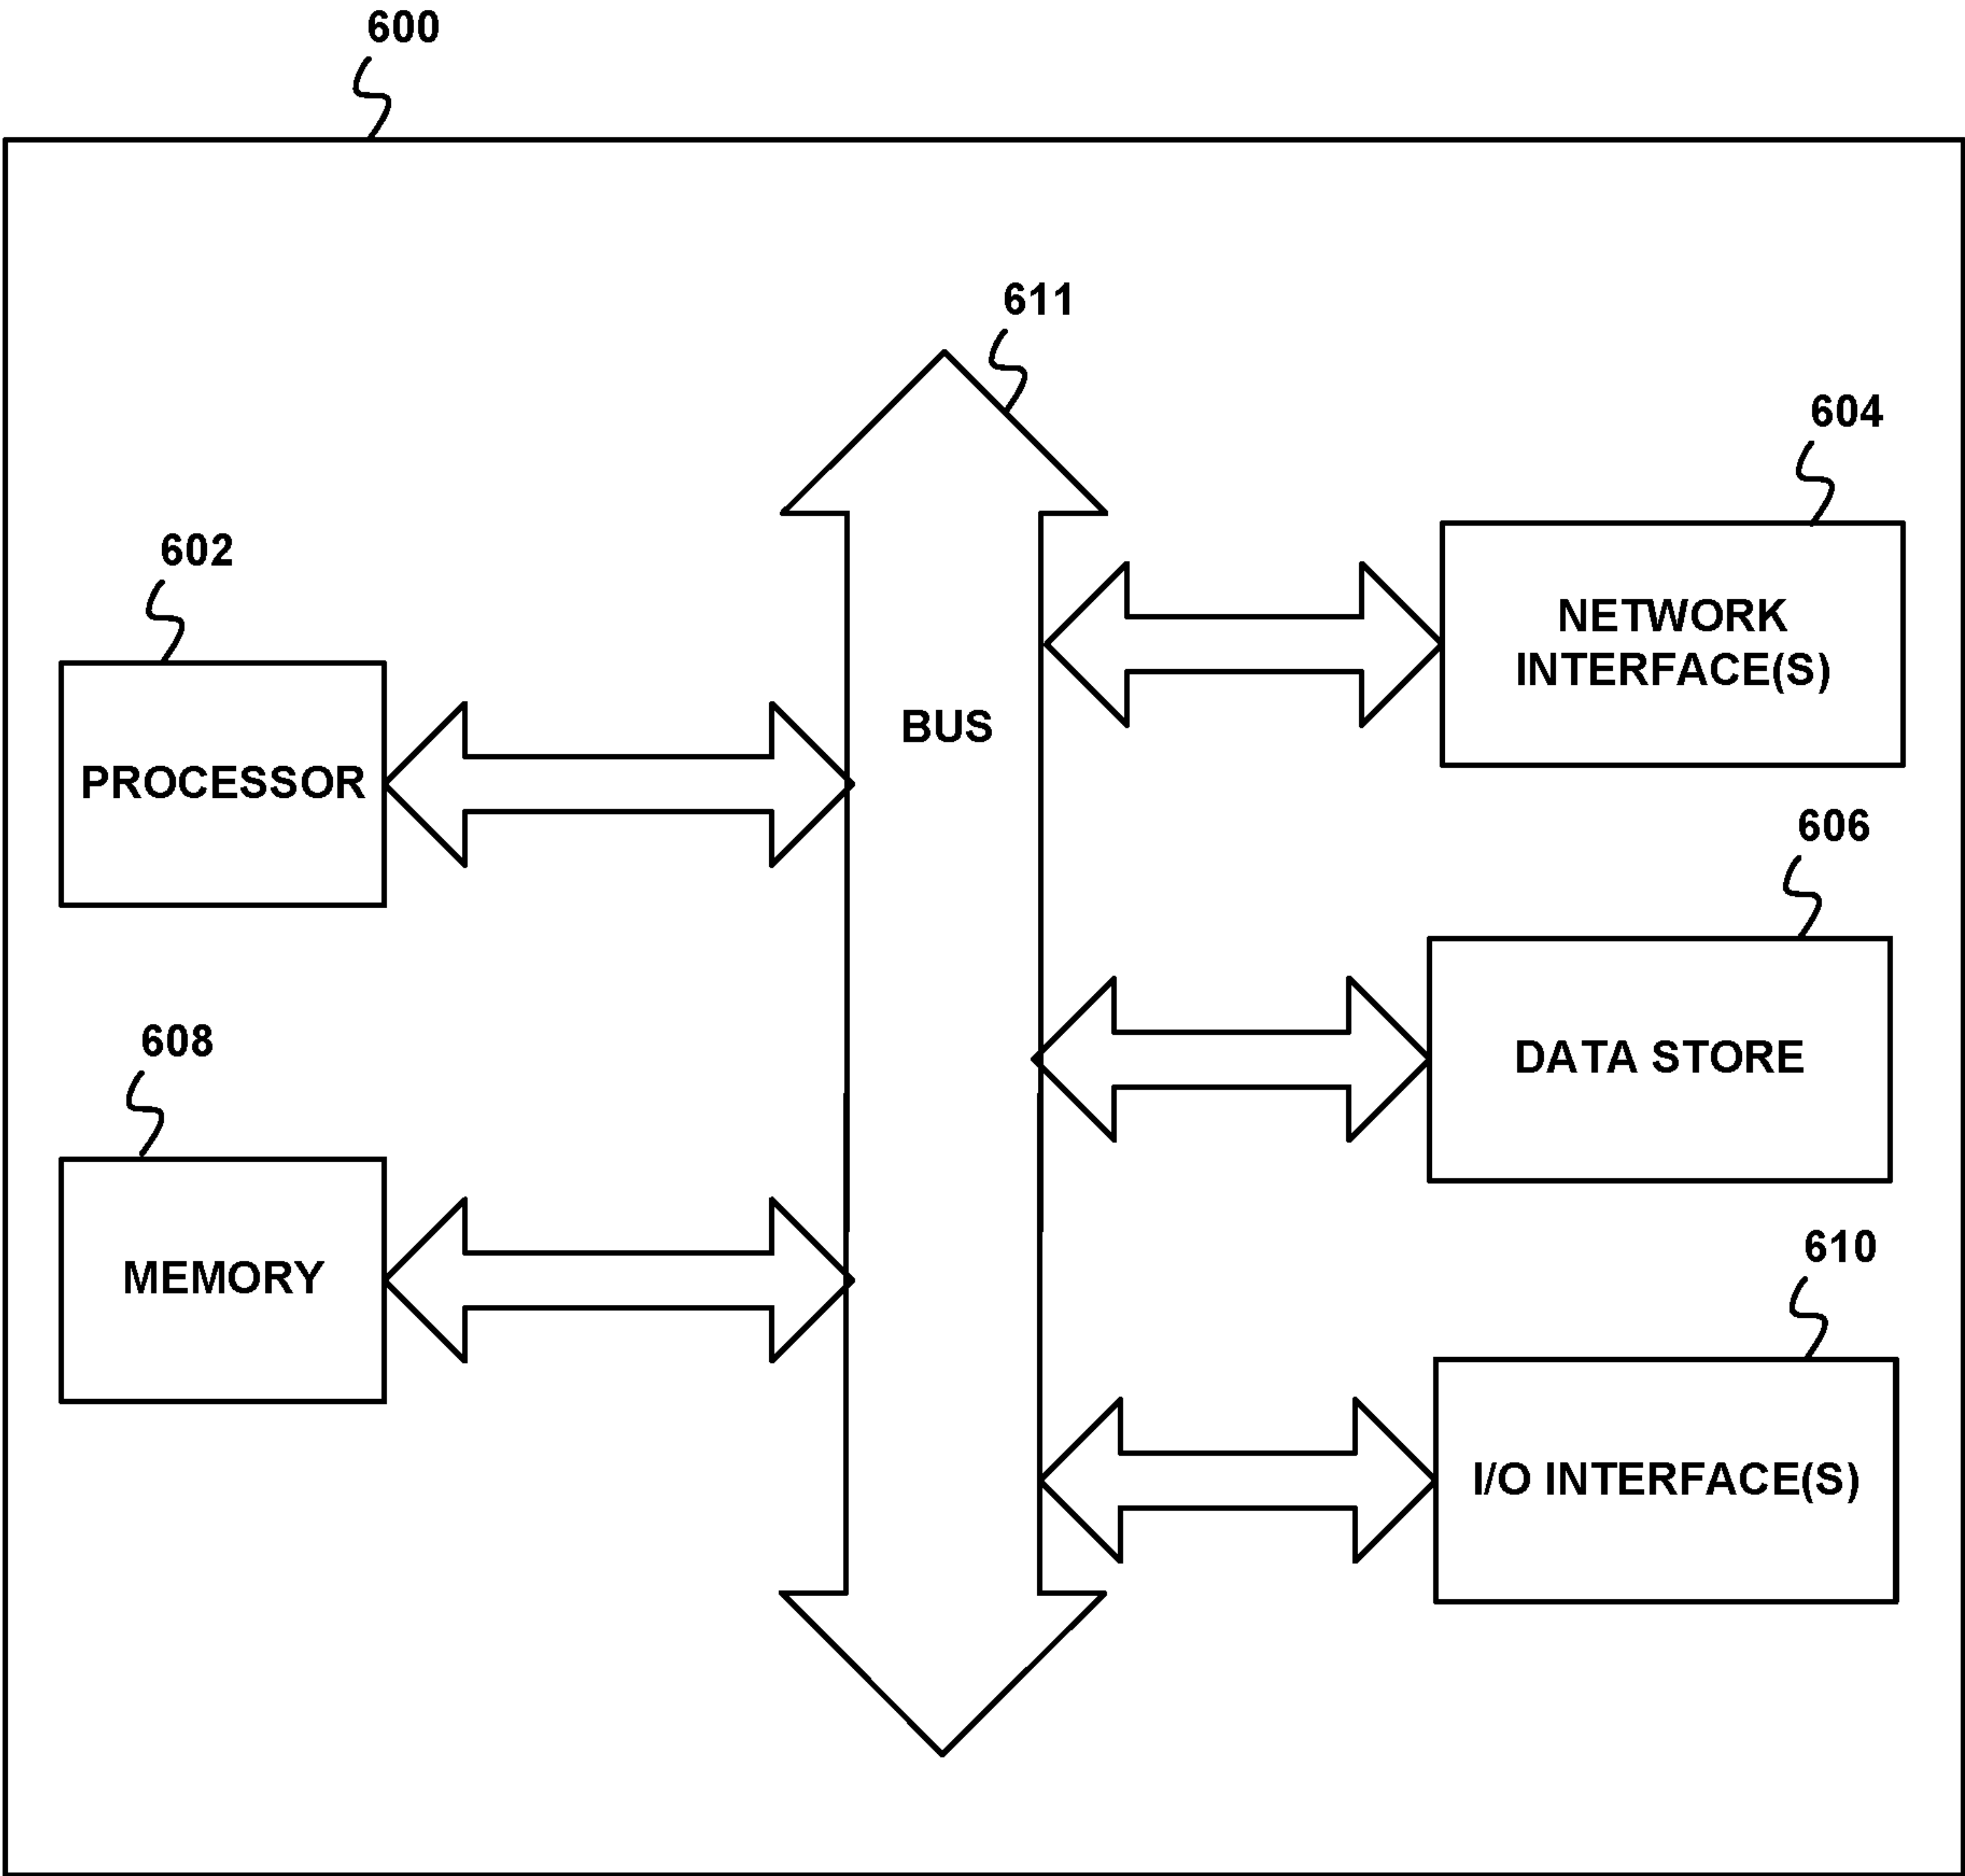 600
611
604
602
NETWORK
INTERFACE(S)
BUS
PROCESSOR
606
608
DATA STORE
610
MEMORY
I/O INTERFACE(S)